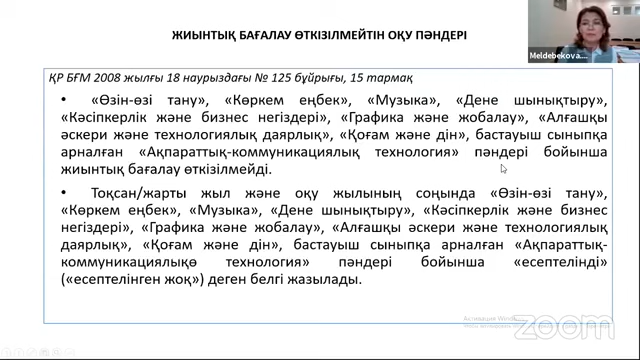 ЖИЫНТЫҚ БАҒАЛАУ ӨТКІЗІЛМЕЙТІН ОҚУ ПӘНДЕРІ
Meldebekova....
ҚР БҒМ 2008 жылғы 18 наурыздағы № 125 бұйрығы, 15 тармақ
• «Өзін-өзі тану», «Көркем еңбек», «Музыка», «Дене шынықтыру»,
«Кәсіпкерлік және бизнес негіздері», «Графика және жобалау», «Алғашқы
әскери және технологиялық даярлық», «Қоғам және дін», бастауыш сыныпқа
арналған «Ақпараттық-коммуникациялық технология» пәндері бойынша
жиынтық бағалау өткізілмейді.
• Тоқсан/жарты жыл және оқу жылының соңында «Өзін-өзі тану»,
«Көркем еңбек», «Музыка», «Дене шынықтыру», «Кәсіпкерлік және бизнес
негіздері», «Графика және жобалау», «Алғашқы әскери және технологиялық
даярлық», «Қоғам және дін», бастауыш сыныпқа арналған «Ақпараттық-
коммуникациялықө технология» пәндері бойынша «есептелінді»
(«есептелінген жоқ») деген белгі жазылады.
Активация Windows
zoom